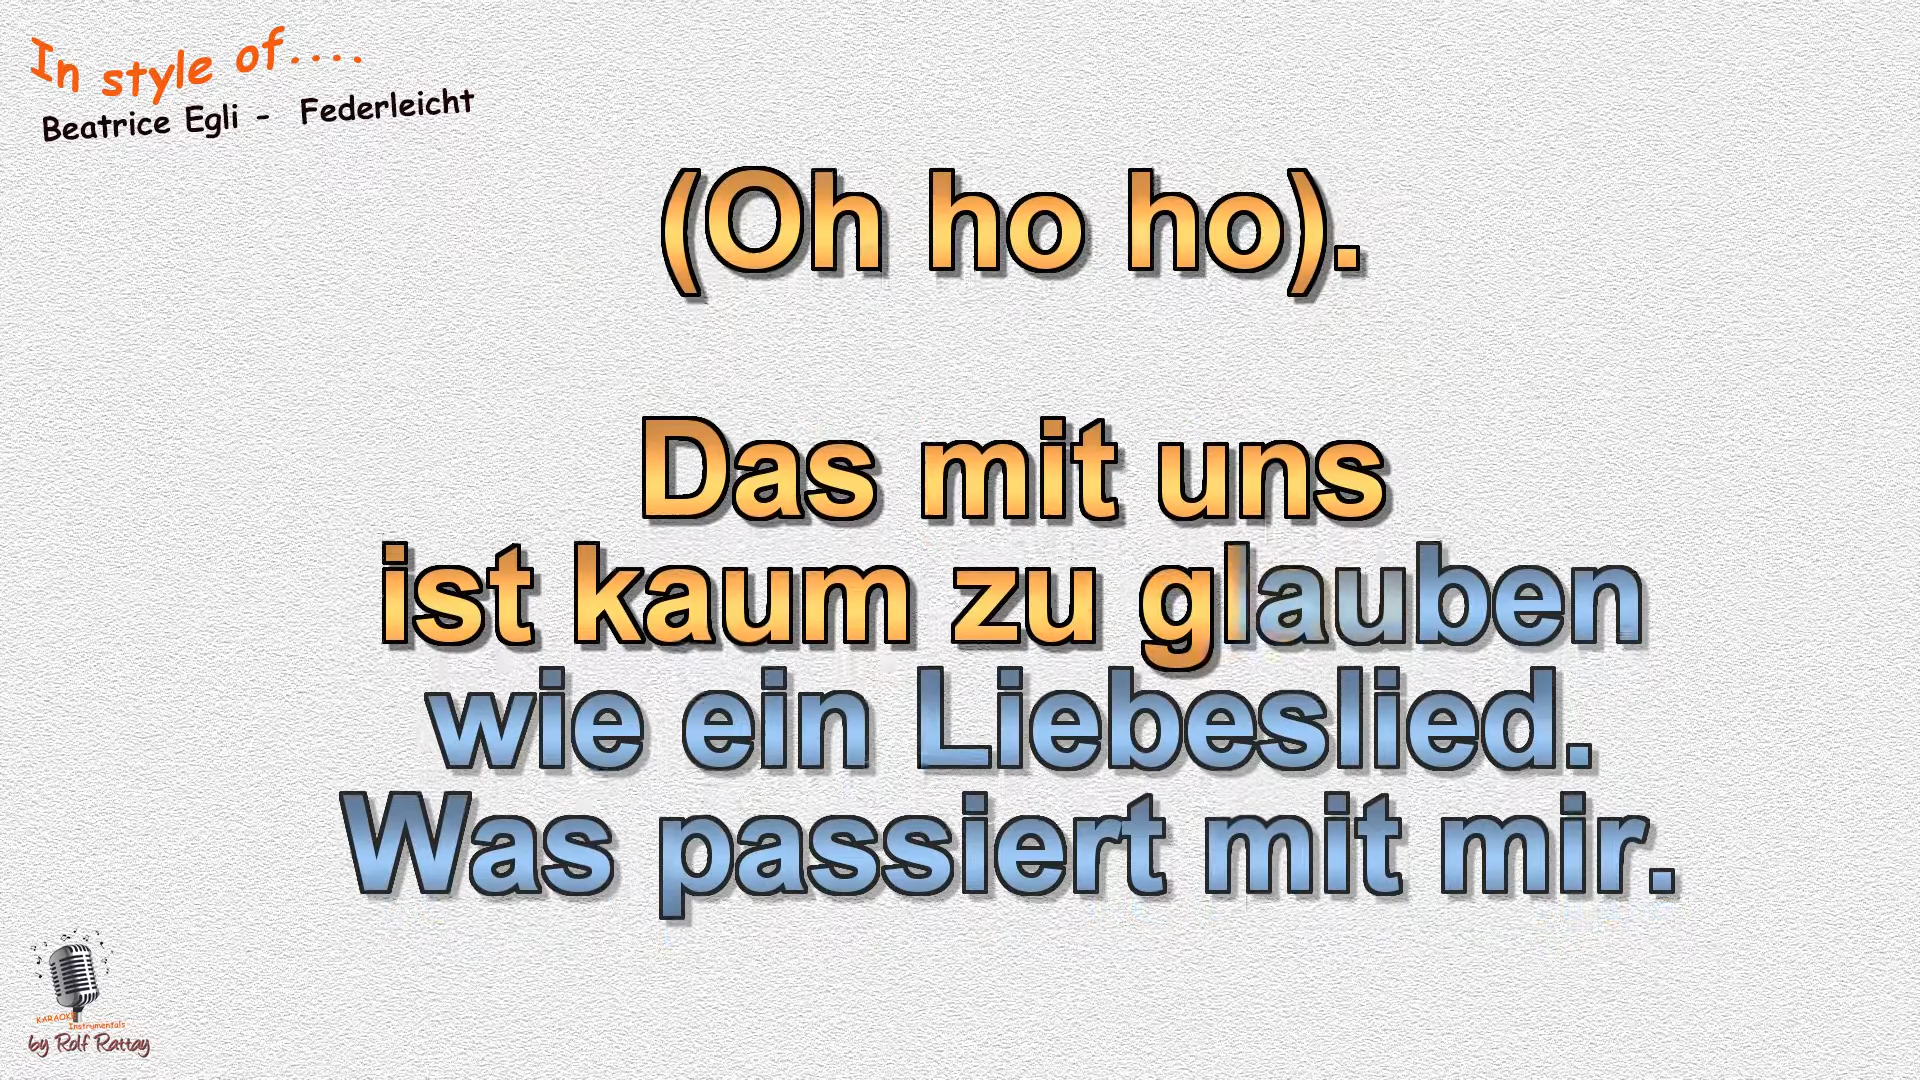 In style of....
Beatrice Egli - Federleicht
(Oh ho ho).
Das mit uns
ist kaum zu glauben
wie ein Liebeslied.
Was passiert mit mir.
KARAOKE
Instrumentals
by Rolf Rattay